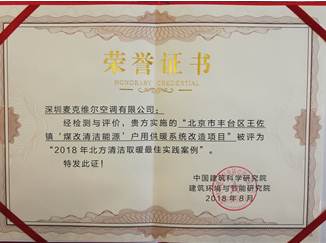 荣誉证书
HONORARY CREDENTIAL
深圳麦克维尔空调有限公司：
经检测与评价，贵方实施的“北京市丰台区王佐
镇‘煤改清洁能源’户用供暖系统改造项目”被评为
“2018年北方清洁取暖最佳实践案例”。
特发此证！
中国建筑科学研究院
建筑环境与节能研究院
2018年8月